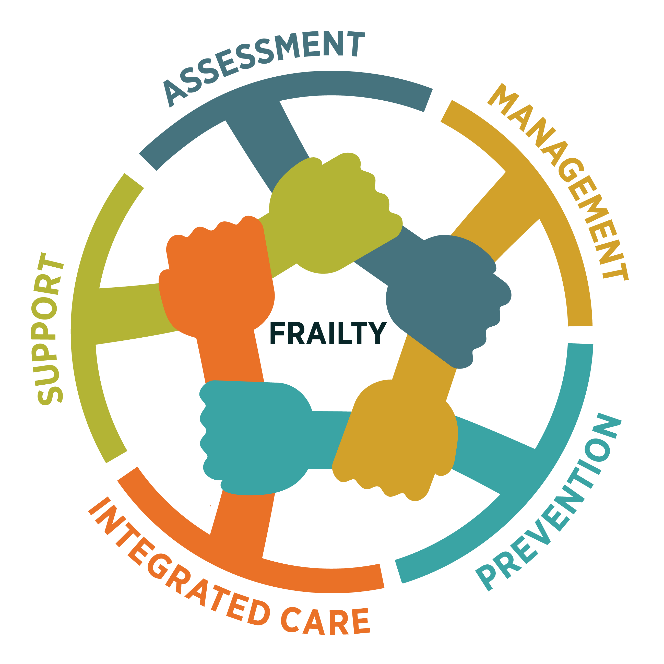 ASSESSMENT
MANAGEMENT
PREVENTION
INTEGRATED CARE
SUPPORT
FRAILTY